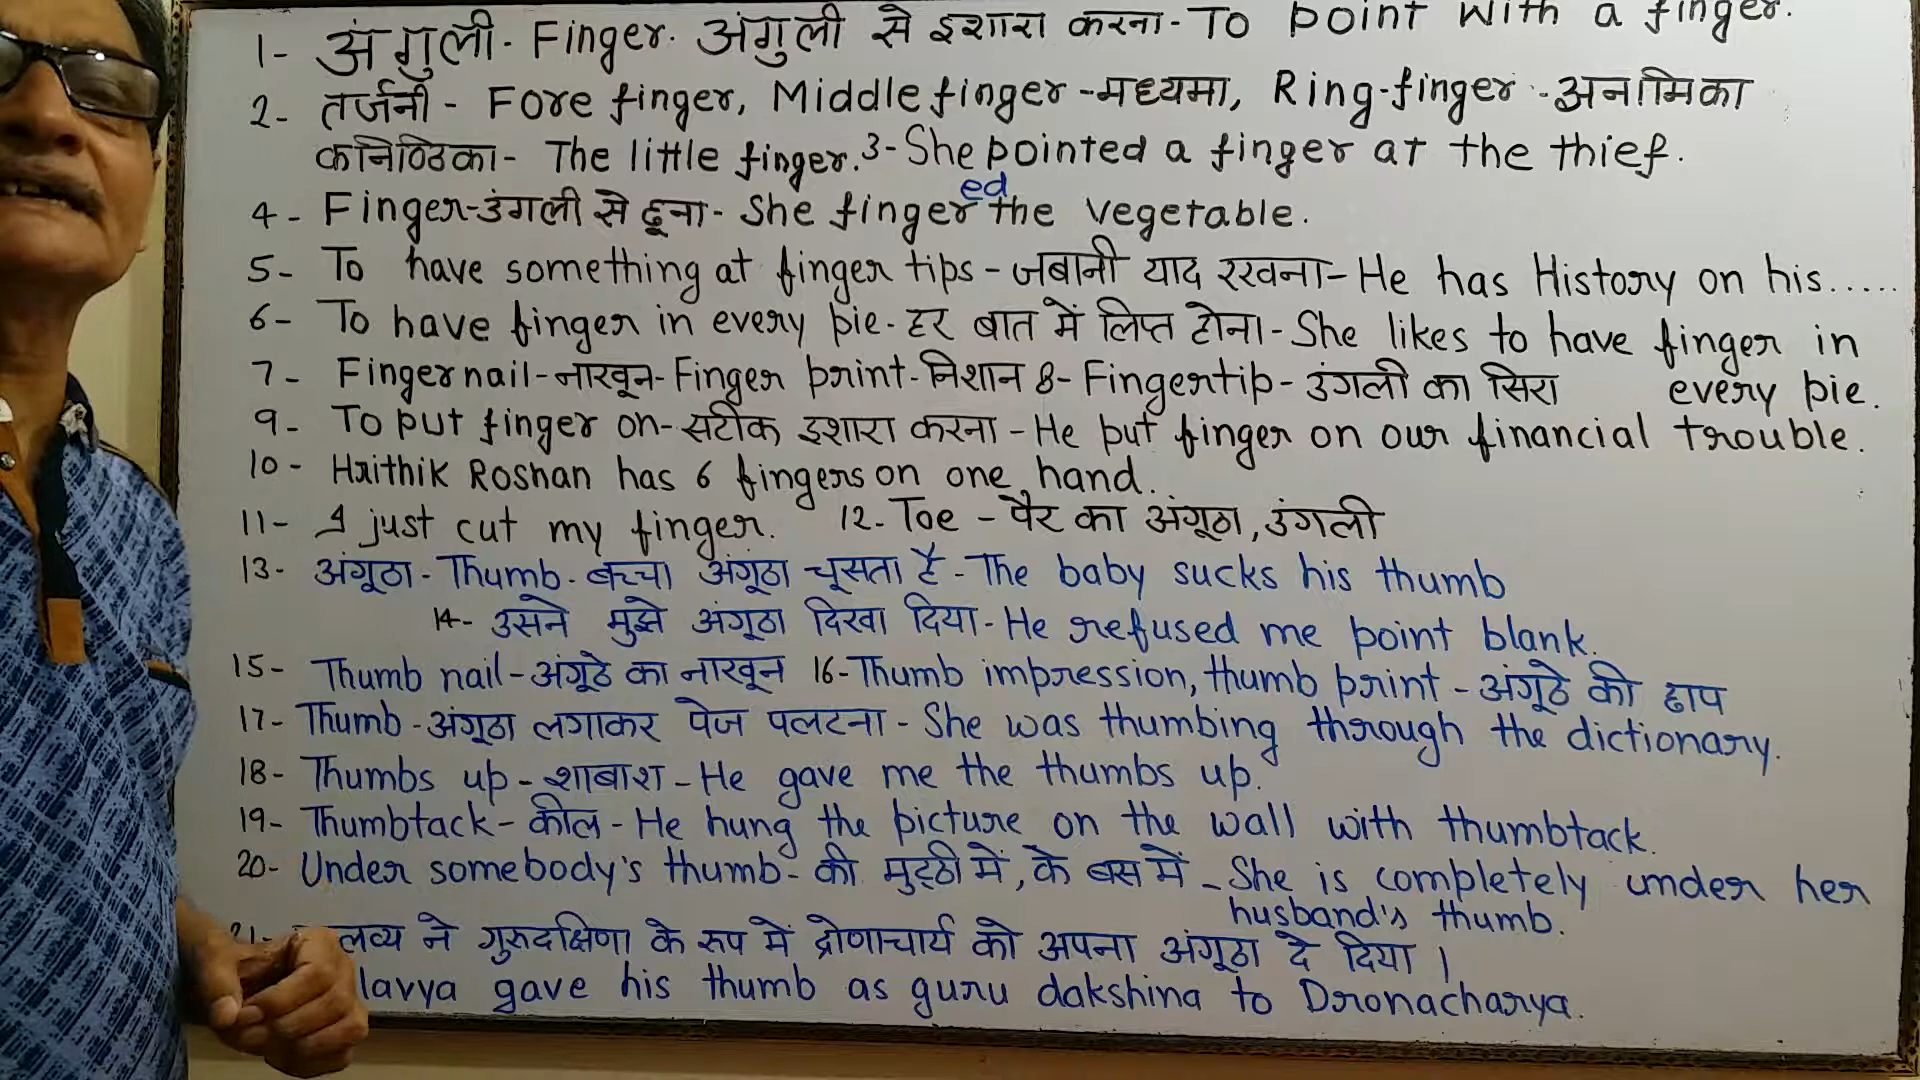 1- अंगुली- Finger. अंगुली से इशारा करना- To point with a finger.
2- तर्जनी - Fore finger, Middle finger -मध्यमा, Ring-finger -अनामिका
कनिष्ठिका- The little finger. 3- She pointed a finger at the thief.
4- Finger-उंगली से छूना- She fingered the vegetable.
5- To have something at finger tips - जबानी याद रखना- He has History on his.....
6- To have finger in every pie- हर बात में लिप्त होना- She likes to have finger in
every pie.
7- Finger nail-नाखून- Finger print-निशान 8- Fingertip- उंगली का सिरा
9- To put finger on- सटीक इशारा करना - He put finger on our financial trouble.
10- Hrithik Roshan has 6 fingers on one hand.
11- I just cut my finger. 12- Toe - पैर का अंगूठा, उंगली
13- अंगूठा- Thumb- बच्चा अंगूठा चूसता है - The baby sucks his thumb
14- उसने मुझे अंगूठा दिखा दिया- He refused me point blank.
15- Thumb nail-अंगूठे का नाखून 16- Thumb impression, thumb print - अंगूठे की छाप
17- Thumb -अंगूठा लगाकर पेज पलटना - She was thumbing through the dictionary.
18- Thumbs up- शाबाश - He gave me the thumbs up.
19- Thumbtack- कील - He hung the picture on the wall with thumbtack.
20- Under somebody's thumb- की मुट्ठी में, के बस में - She is completely under her
husband's thumb.
21- लव्य ने गुरुदक्षिणा के रूप में द्रोणाचार्य को अपना अंगूठा दे दिया।
lavya gave his thumb as guru dakshina to Dronacharya.